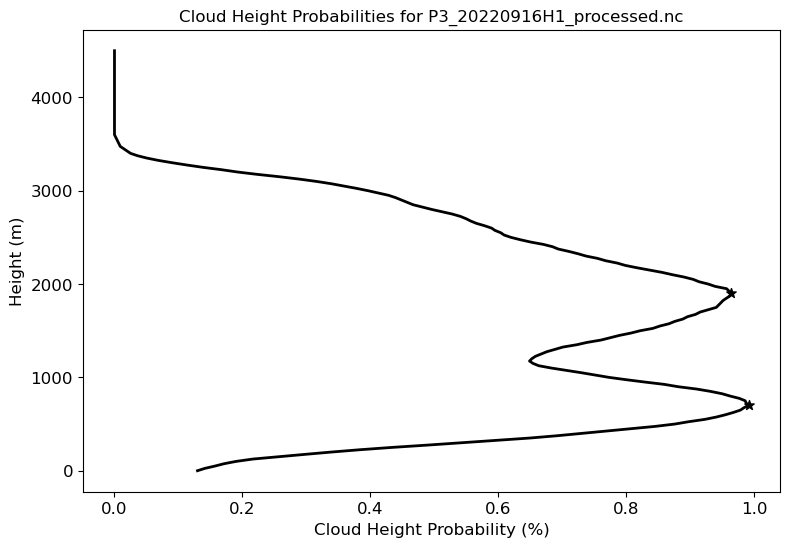 Cloud Height Probabilities for P3_20220916H1_processed.nc
Height (m)
4000
3000
2000
1000
0
0.0 0.2 0.4 0.6 0.8 1.0
Cloud Height Probability (%)